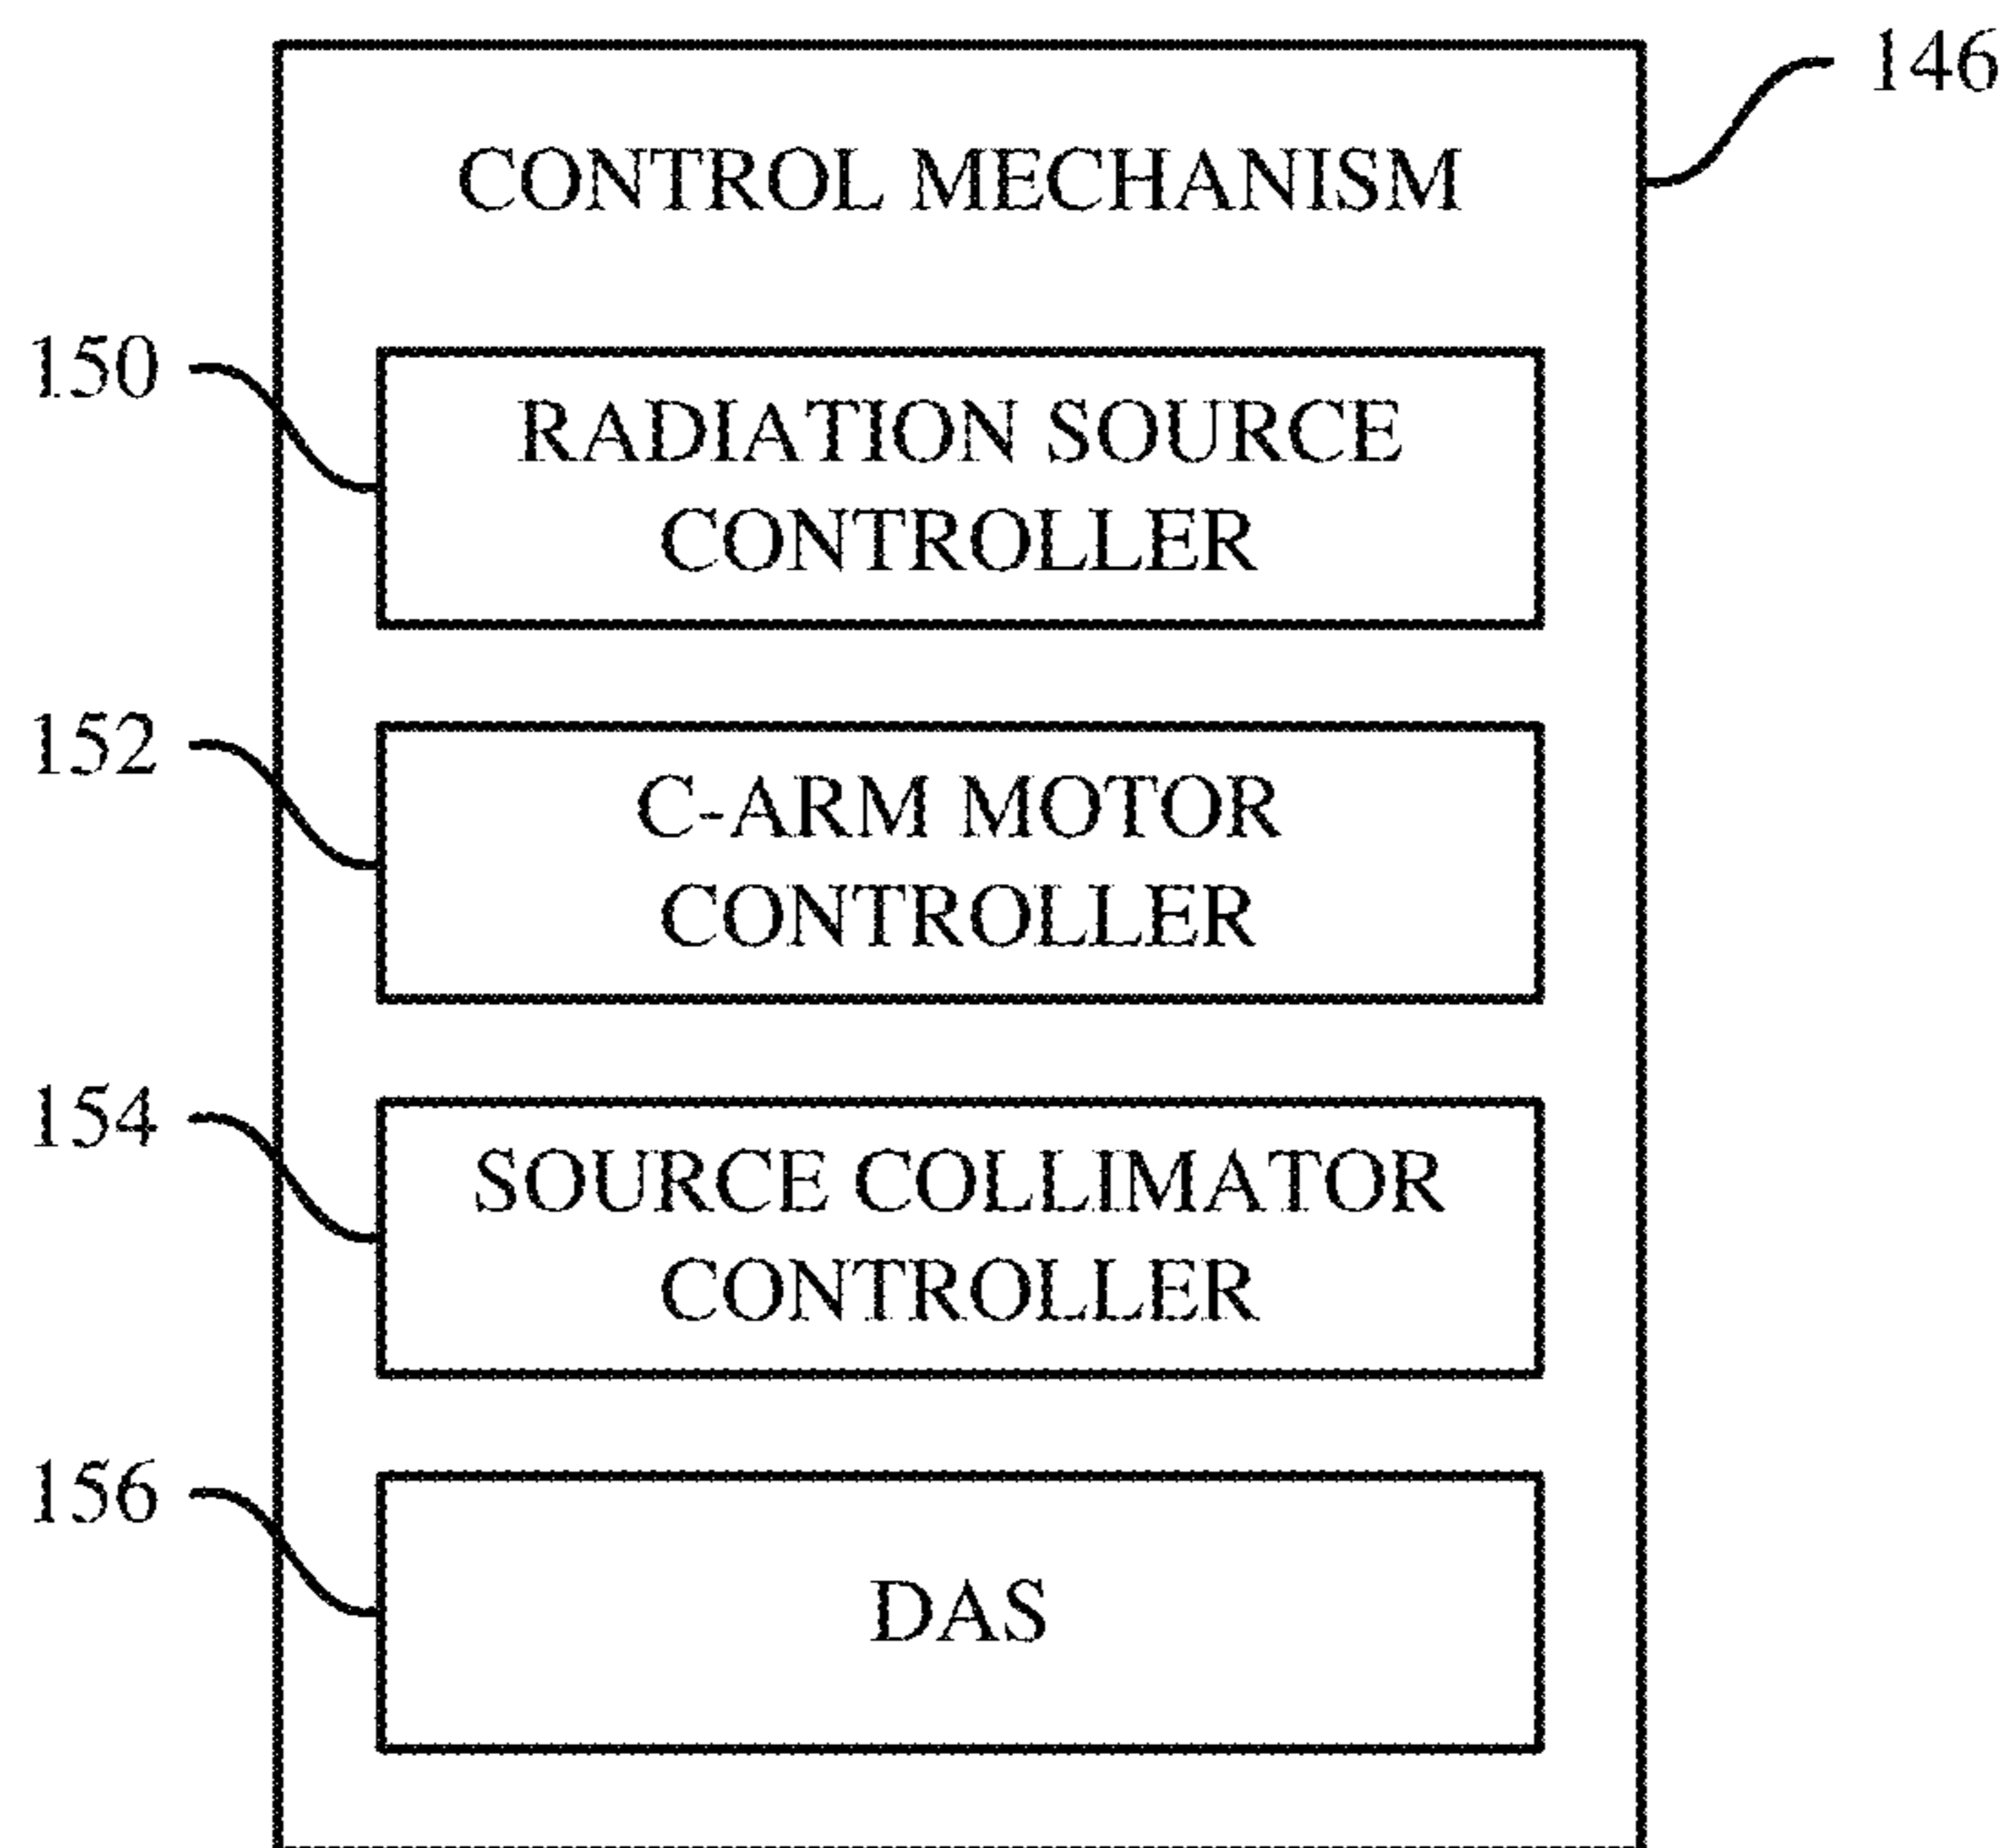 146
CONTROL MECHANISM
150
RADIATION SOURCE
CONTROLLER
152
C-ARM MOTOR
CONTROLLER
154
SOURCE COLLIMATOR
CONTROLLER
156
DAS